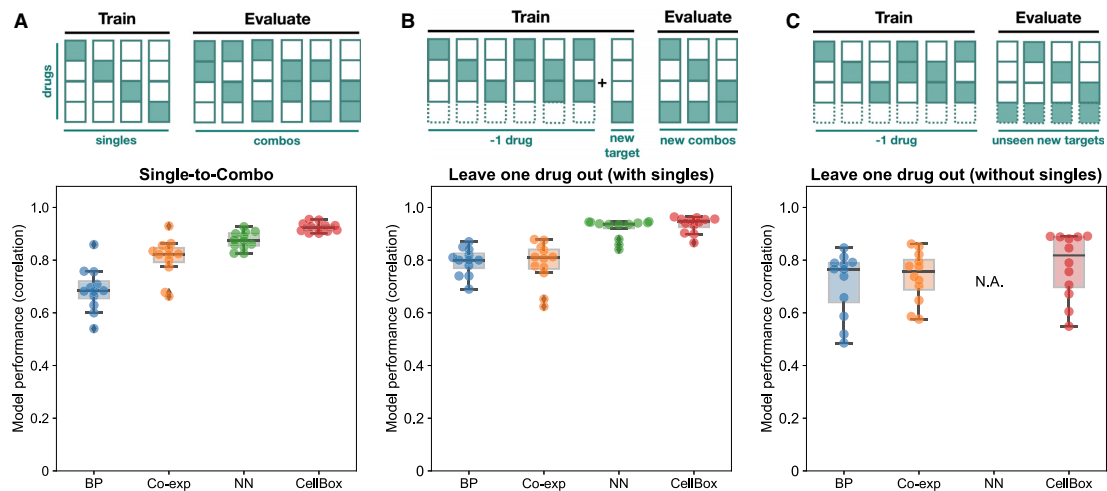 A
Train
Evaluate
drugs
singles
combos
Single-to-Combo
Model performance (correlation)
1.0
0.8
0.6
0.4
0.2
0
BP
Co-exp
NN
CellBox
B
Train
Evaluate
+
-1 drug
new
target
new combos
Leave one drug out (with singles)
Model performance (correlation)
1.0
0.8
0.6
0.4
0.2
0
BP
Co-exp
NN
CellBox
C
Train
Evaluate
-1 drug
unseen new targets
Leave one drug out (without singles)
Model performance (correlation)
1.0
0.8
0.6
0.4
0.2
0
N.A.
BP
Co-exp
NN
CellBox